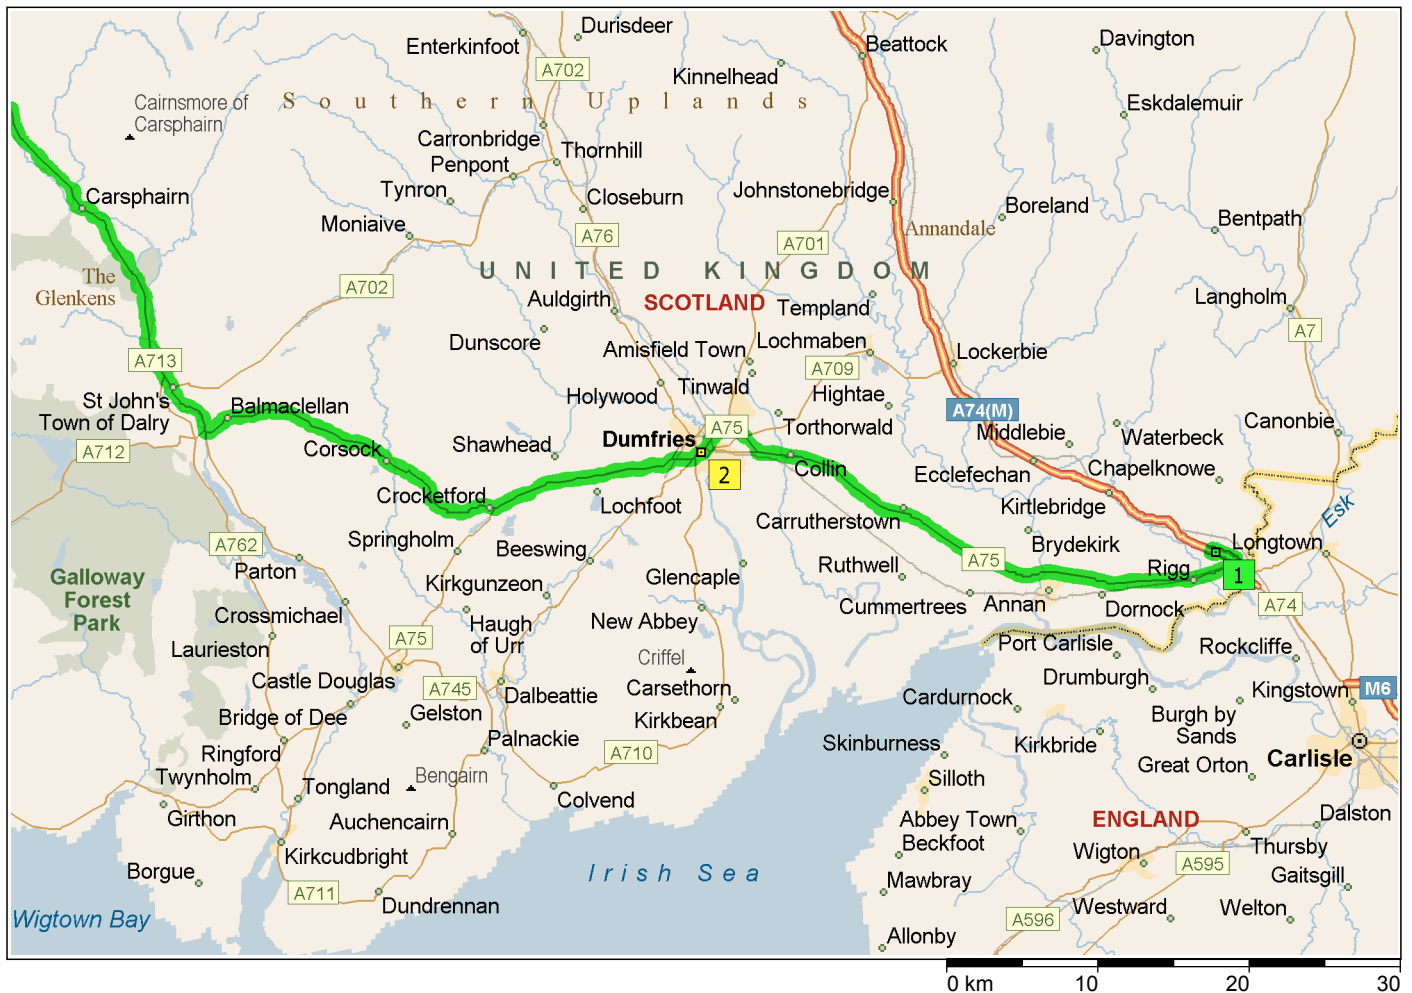 Durisdeer
Enterkinfoot
Beattock
Davington
A702
Kinnelhead
Cairnsmore of
Carsphairn
Southern Uplands
Eskdalemuir
Carronbridge
Thornhill
Penpont
Tynron
Closeburn
Johnstonebridge
Carsphairn
Moniaive
A76
A701
Annandale
Boreland
Bentpath
UNITED KINGDOM
The
Glenkens
A702
Auldgirth
SCOTLAND
Templand
Langholm
A7
Dunscore
Amisfield Town
Lochmaben
Lockerbie
A713
A709
Tinwald
Holywood
Hightae
St John's
Town of Dalry
Balmaclellan
A74(M)
A75
Torthorwald
Middlebie
Waterbeck
Canonbie
A712
Corsock
Shawhead
Dumfries
2
Collin
Ecclefechan
Chapelknowe
Crocketford
Lochfoot
Carrutherstown
Kirtlebridge
Esk
Springholm
Beeswing
A762
Parton
Brydekirk
Longtown
A75
Ruthwell
Rigg
1
Galloway
Forest
Park
Kirkgunzeon
Glencaple
Crossmichael
Haugh
of Urr
New Abbey
Cummertrees
Annan
Dornock
A74
Laurieston
A75
Criffel
Port Carlisle
Rockcliffe
Castle Douglas
A745
Dalbeattie
Carsethorn
Drumburgh
Kingstown
M6
Bridge of Dee
Gelston
Kirkbean
Cardurnock
Burgh by
Sands
Ringford
Palnackie
A710
Skinburness
Kirkbride
Carlisle
Twynholm
Tongland
Bengairn
Great Orton
Silloth
Girthon
Colvend
Auchencairn
Abbey Town
ENGLAND
Dalston
Beckfoot
Kirkcudbright
Wigton
A595
Thursby
Borgue
Irish Sea
Gaitsgill
A711
Mawbray
Dundrennan
Wigtown Bay
A596
Westward
Welton
Allonby
0 km 10 20 30